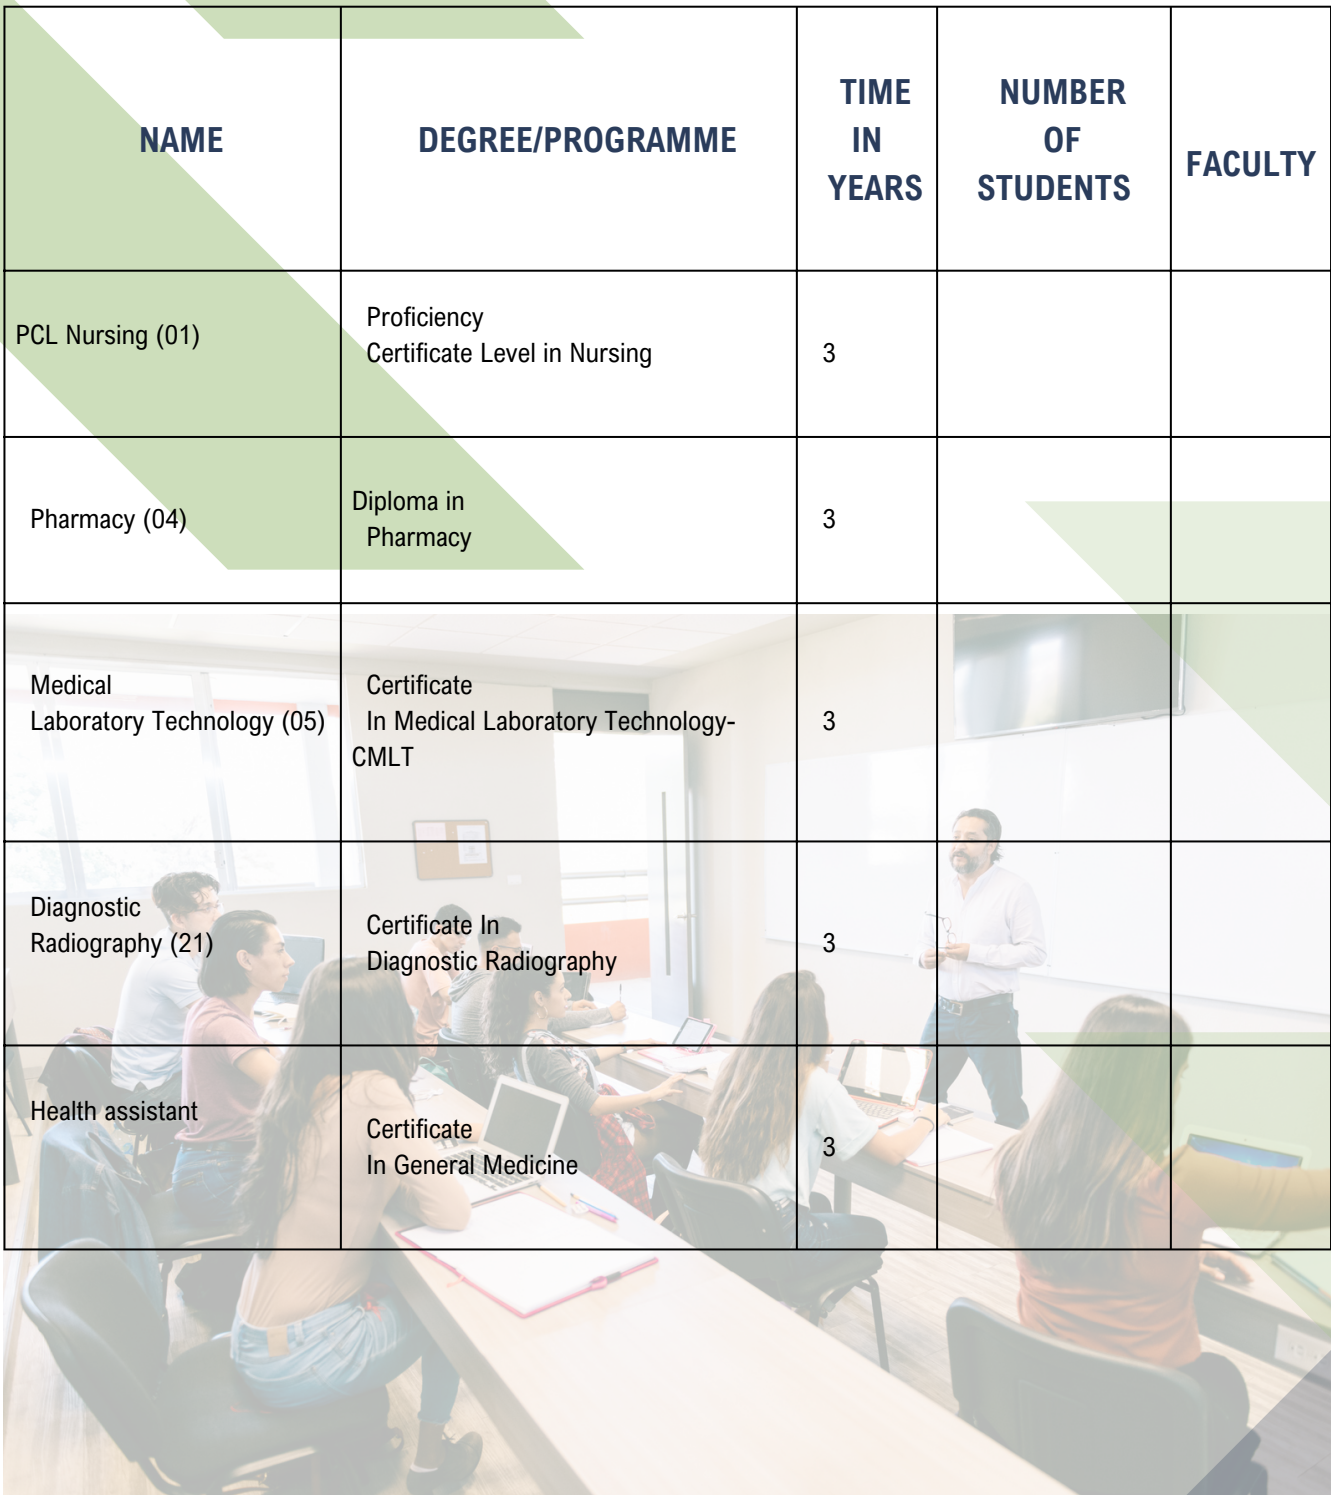 NAME
DEGREE/PROGRAMME
TIME
IN
YEARS
NUMBER
OF
STUDENTS
FACULTY
PCL Nursing (01)
Proficiency
Certificate Level in Nursing
3
Pharmacy (04)
Diploma in
Pharmacy
3
Medical
Laboratory Technology (05)
Certificate
In Medical Laboratory Technology-
CMLT
3
Diagnostic
Radiography (21)
Certificate In
Diagnostic Radiography
3
Health assistant
Certificate
In General Medicine
3